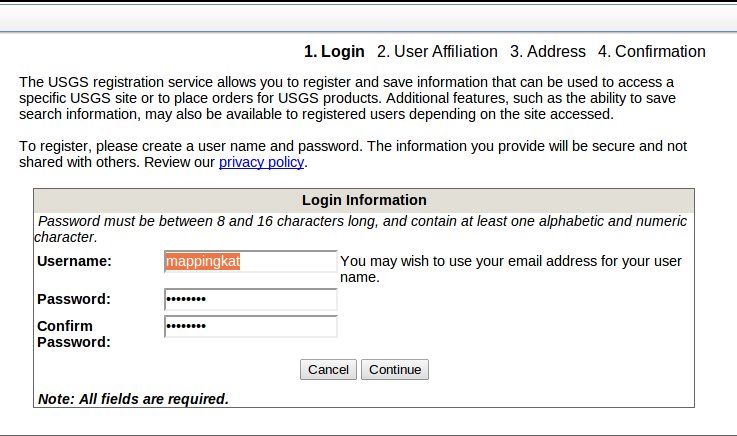 1. Login 2. User Affiliation 3. Address 4. Confirmation
The USGS registration service allows you to register and save information that can be used to access a
specific USGS site or to place orders for USGS products. Additional features, such as the ability to save
search information, may also be available to registered users depending on the site accessed.
To register, please create a user name and password. The information you provide will be secure and not
shared with others. Review our privacy policy.
Login Information
Password must be between 8 and 16 characters long, and contain at least one alphabetic and numeric
character.
Username: mappingkat You may wish to use your email address for your user
name.
Password: ••••••••
Confirm ••••••••
Password:
Cancel Continue
Note: All fields are required.